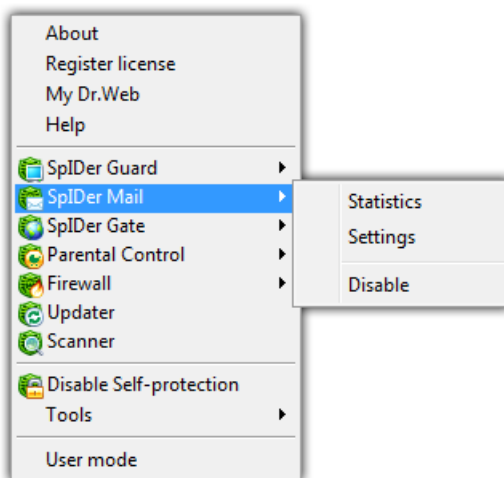 About
Register license
My Dr.Web
Help
SpIDer Guard
SpIDer Mail
SpIDer Gate
Parental Control
Firewall
Updater
Scanner
Disable Self-protection
Tools
User mode
Statistics
Settings
Disable